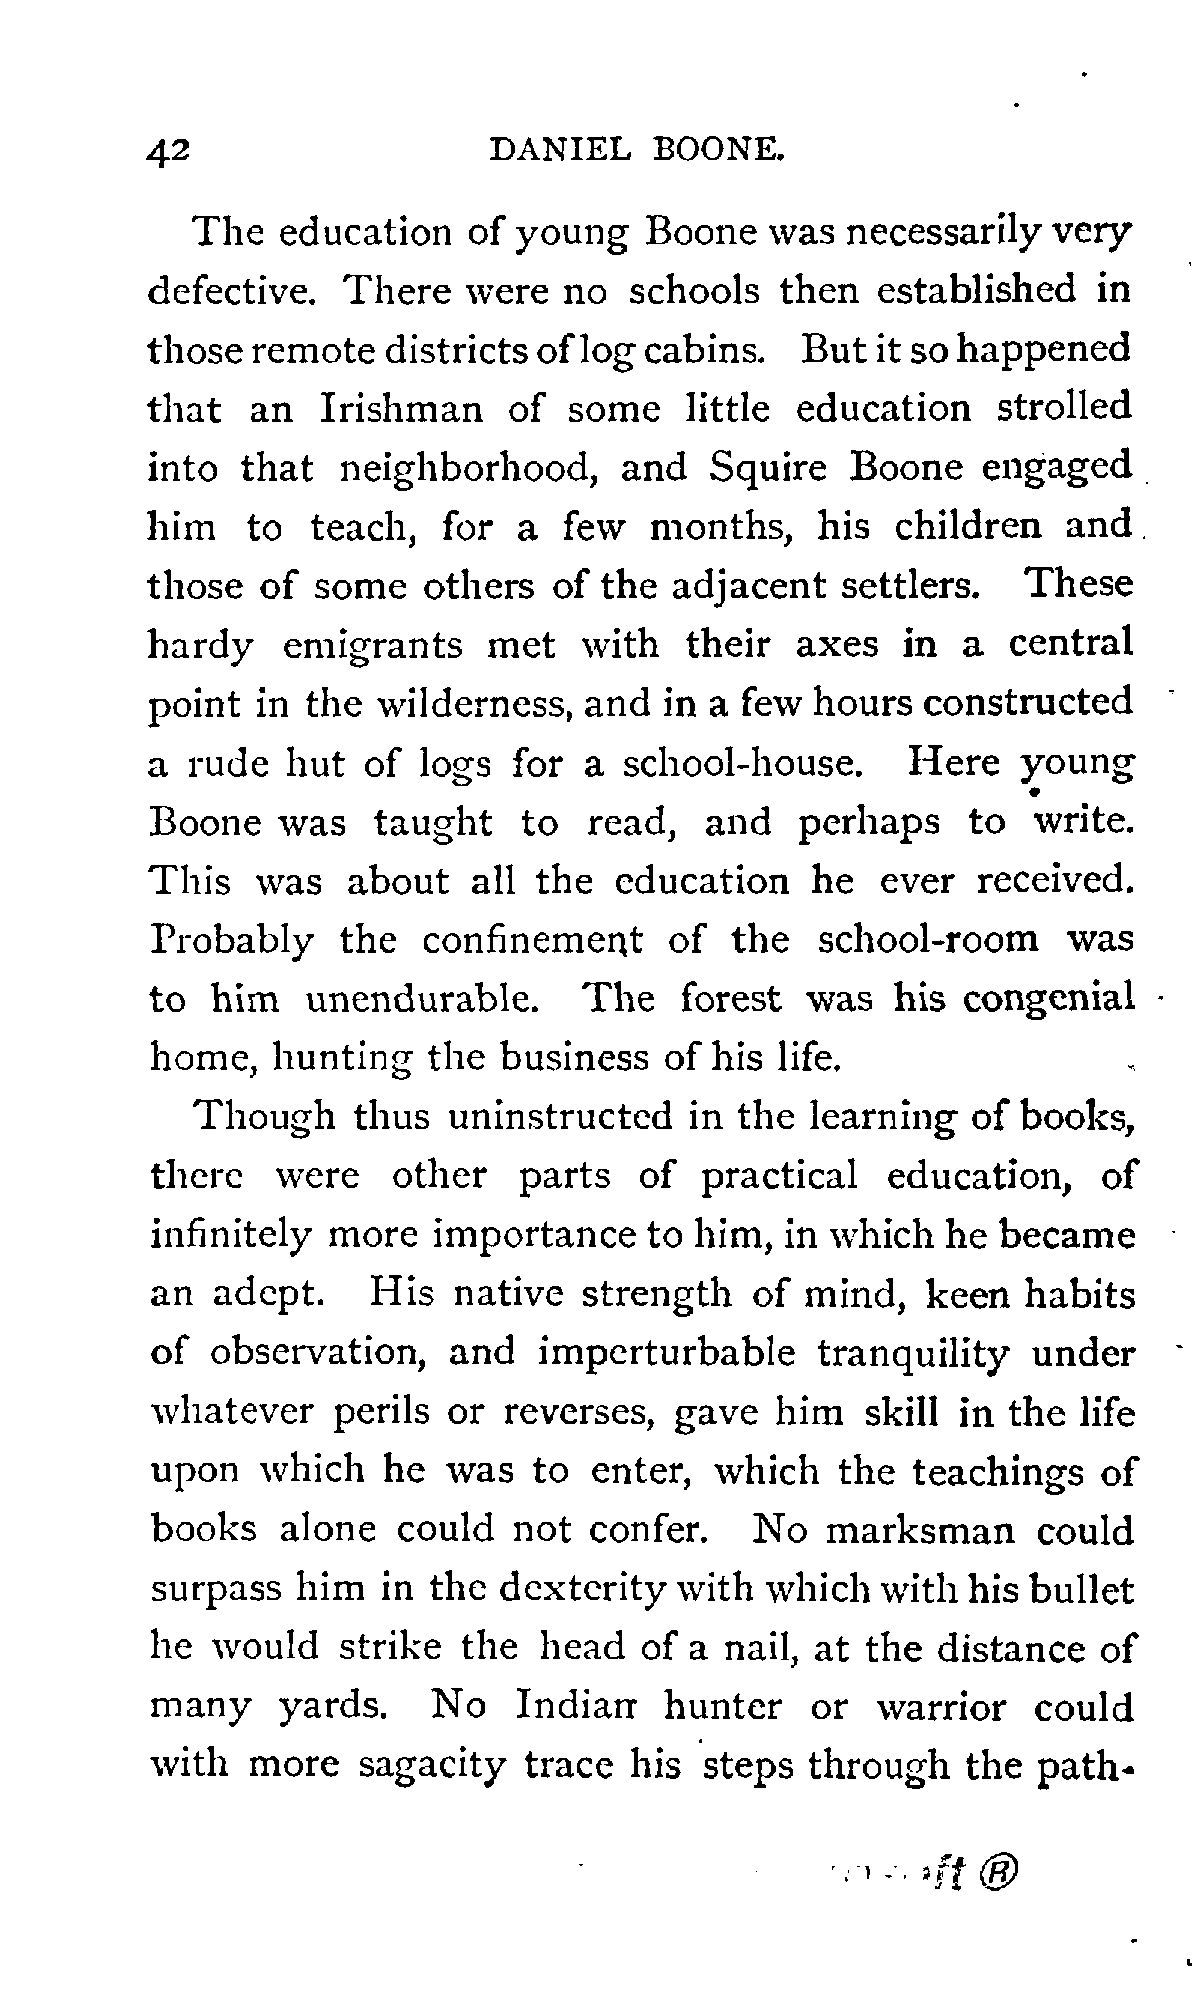 42 DANIEL BOONE.
The education of young Boone was necessarily very
defective. There were no schools then established in
those remote districts of log cabins. But it so happened
that an Irishman of some little education strolled
into that neighborhood, and Squire Boone engaged
him to teach, for a few months, his children and
those of some others of the adjacent settlers. These
hardy emigrants met with their axes in a central
point in the wilderness, and in a few hours constructed
a rude hut of logs for a school-house. Here young
Boone was taught to read, and perhaps to write.
This was about all the education he ever received.
Probably the confinement of the school-room was
to him unendurable. The forest was his congenial
home, hunting the business of his life.
Though thus uninstructed in the learning of books,
there were other parts of practical education, of
infinitely more importance to him, in which he became
an adept. His native strength of mind, keen habits
of observation, and imperturbable tranquility under
whatever perils or reverses, gave him skill in the life
upon which he was to enter, which the teachings of
books alone could not confer. No marksman could
surpass him in the dexterity with which with his bullet
he would strike the head of a nail, at the distance of
many yards. No Indian hunter or warrior could
with more sagacity trace his steps through the path-
®